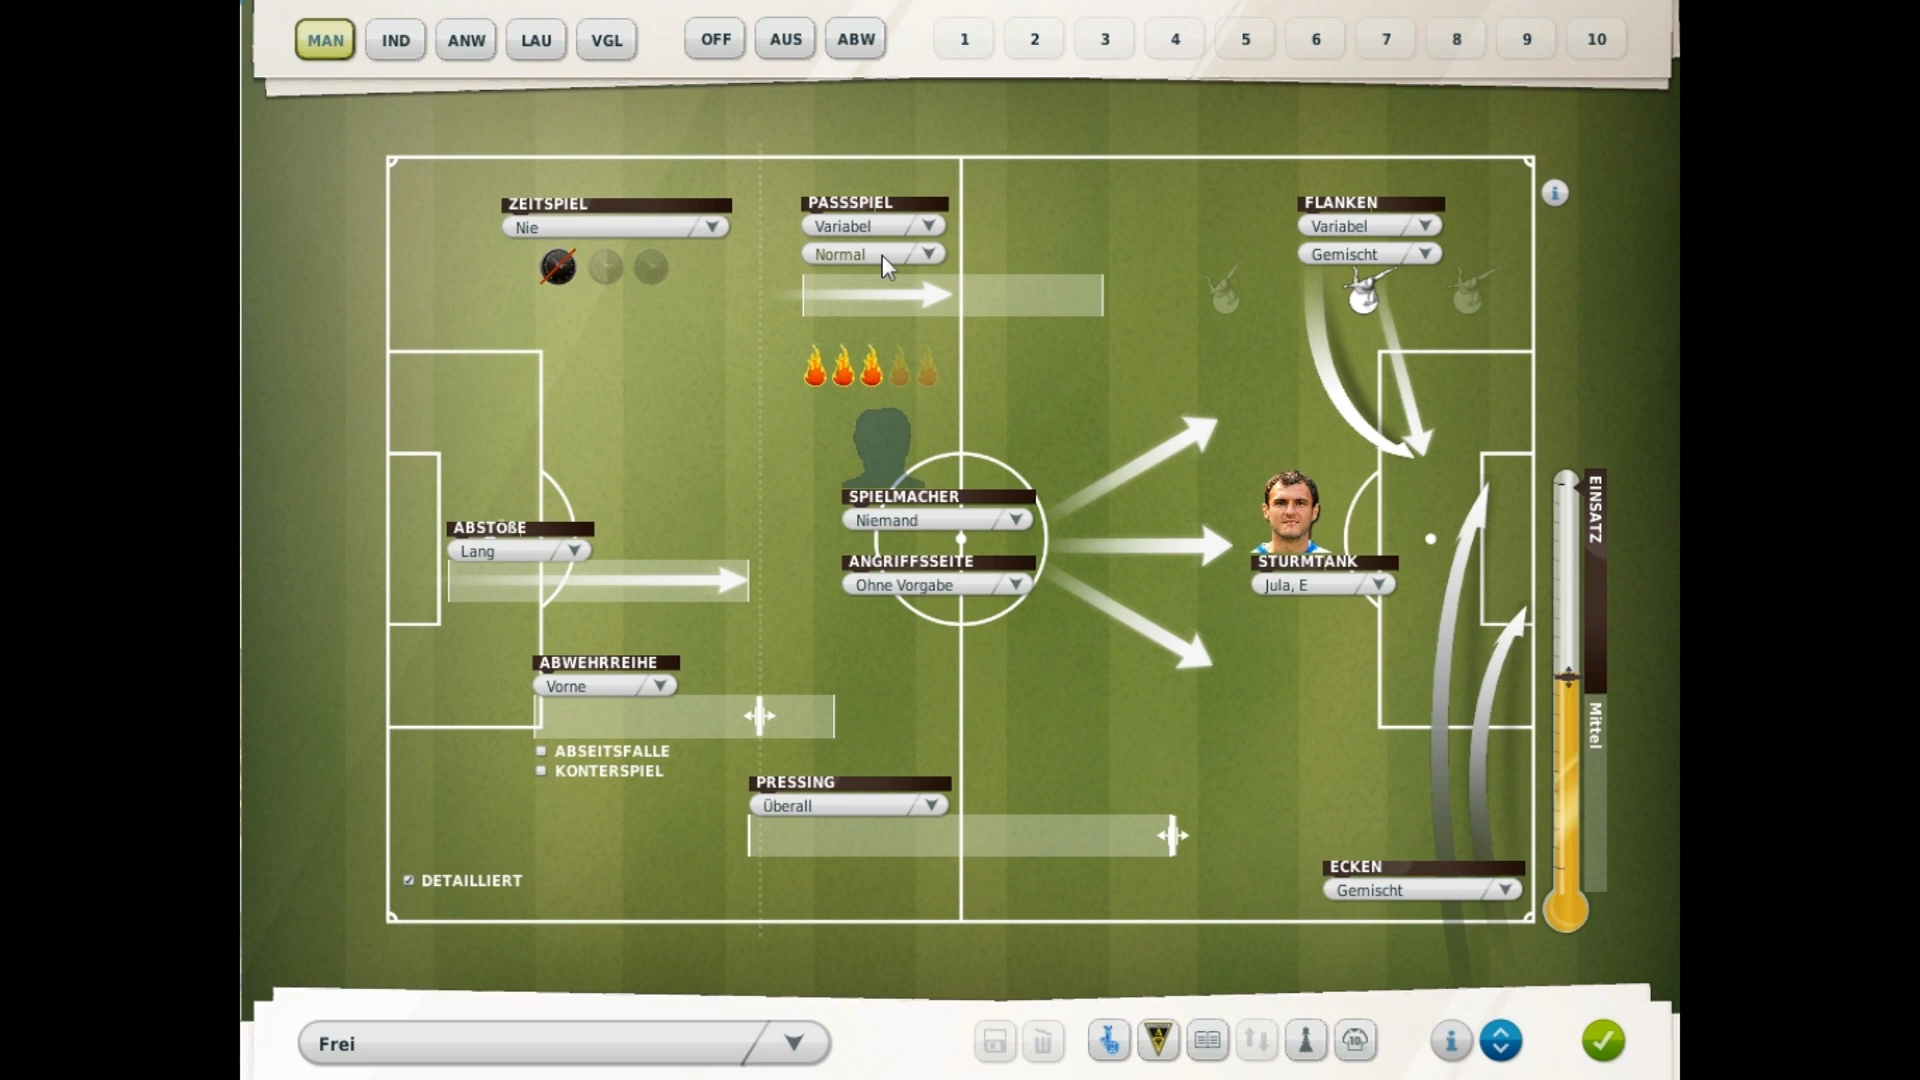 MAN IND ANW LAU VGL OFF AUS ABW 1 2 3 4 5 6 7 8 9 10
ZEITSPIEL
Nie
PASSSPIEL
Variabel
Normal
FLANKEN
Variabel
Gemischt
SPIELMACHER
Niemand
ANGRIFFSSEITE
Ohne Vorgabe
STURMTANK
Jula, E
ABSTÖßE
Lang
ABWEHRREIHE
Vorne
ABSEITSFALLE
KONTERSPIEL
PRESSING
Überall
EINSATZ
Mittel
DETAILLIERT
ECKEN
Gemischt
Frei
10